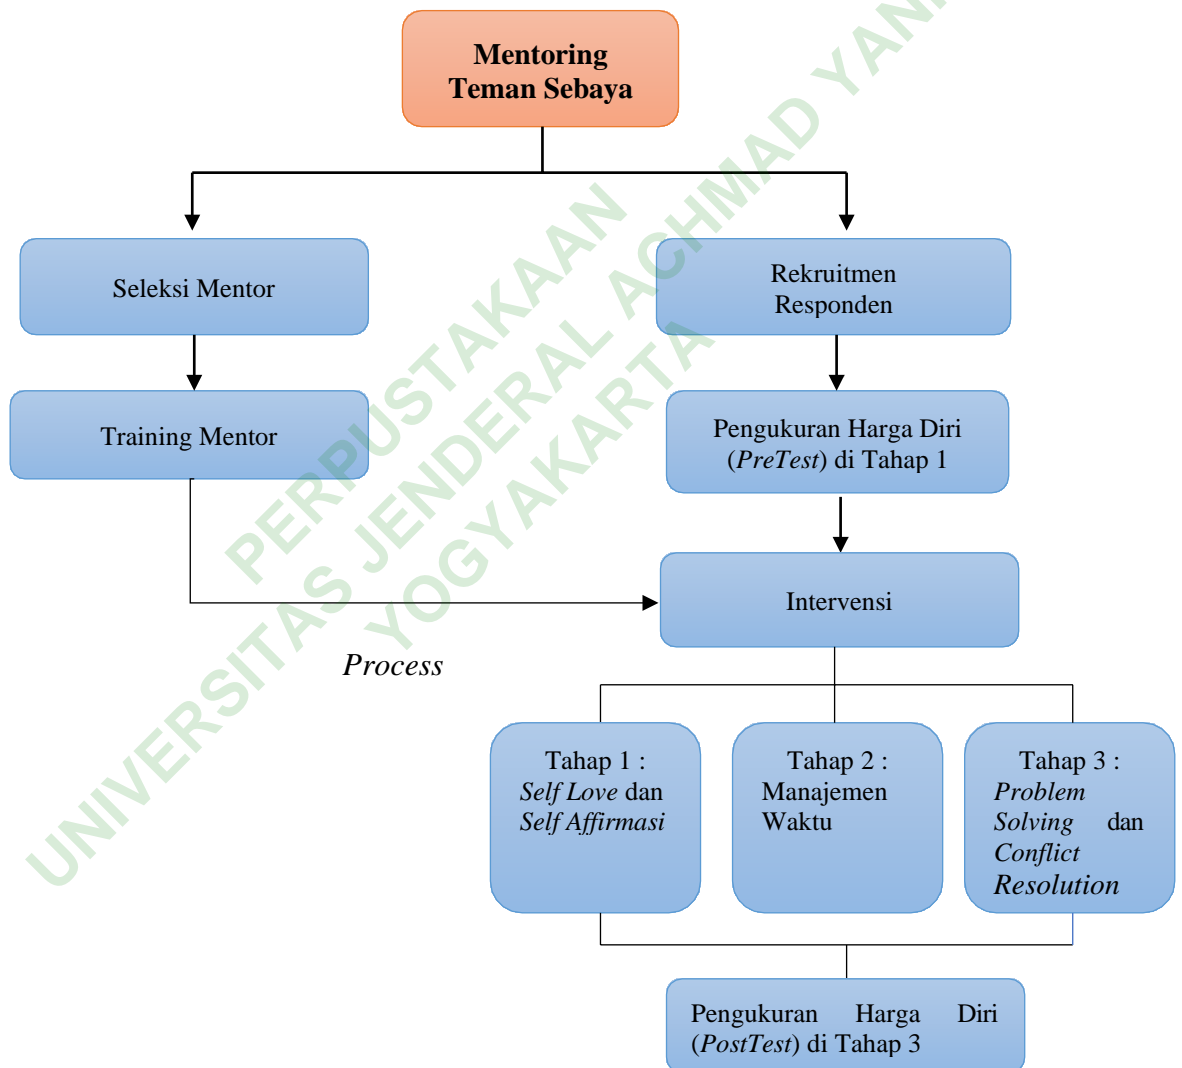 Mentoring
Teman Sebaya
Seleksi Mentor
Rekruitmen
Responden
Training Mentor
Pengukuran Harga Diri
(PreTest) di Tahap 1
Intervensi
Process
Tahap 1 :
Self Love dan
Self Affirmasi
Tahap 2 :
Manajemen
Waktu
Tahap 3 :
Problem
Solving dan
Conflict
Resolution
Pengukuran Harga Diri
(PostTest) di Tahap 3
PERPUSTAKAAN
UNIVERSITAS JENDERAL ACHMAD YANI
YOGYAKARTA